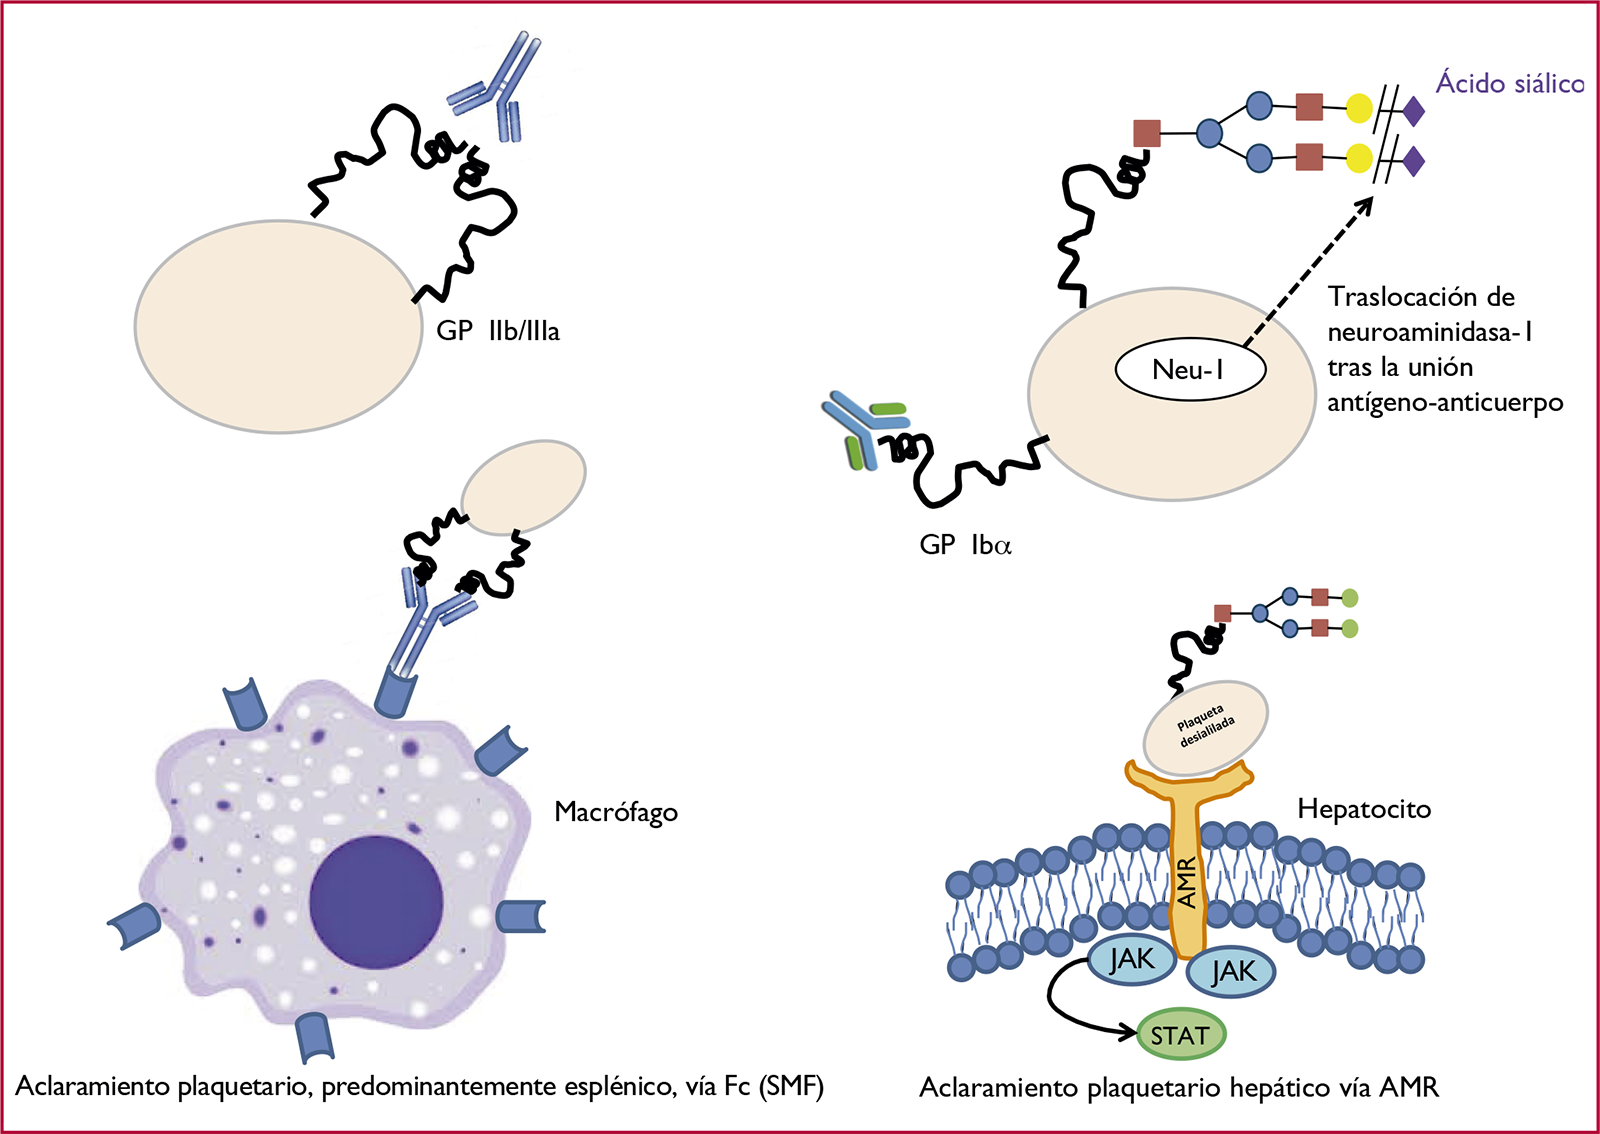 Ácido siálico
GP IIb/IIIa
Traslocación de
neuroaminidasa-1
tras la unión
antígeno-anticuerpo
Neu-1
GP Ibα
Macrófago
Aclaramiento plaquetario, predominantemente esplénico, vía Fc (SMF)
Plaqueta
desialilada
Hepatocito
AMR
JAK
JAK
STAT
Aclaramiento plaquetario hepático vía AMR